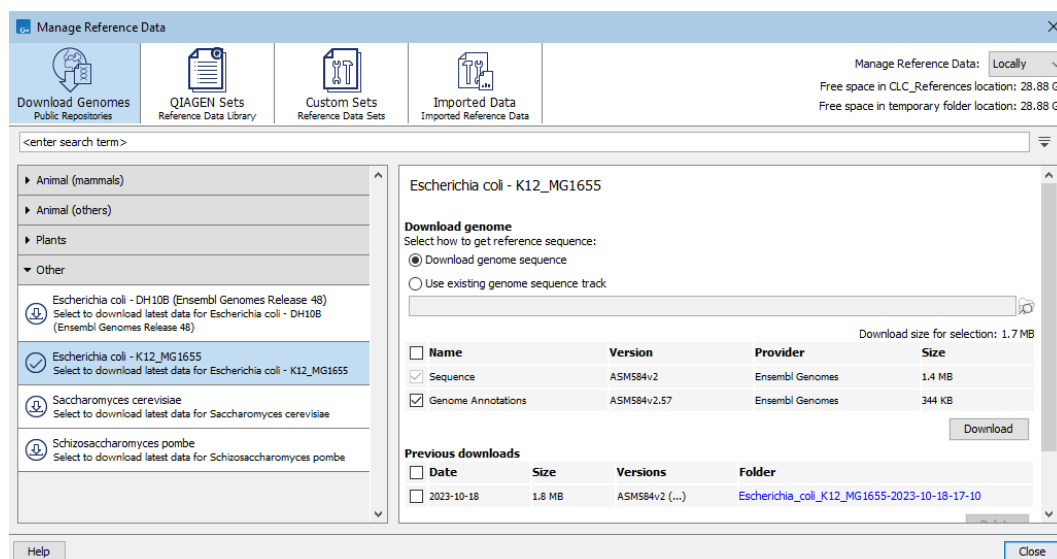 Manage Reference Data
Download Genomes
Public Repositories
QIAGEN Sets
Reference Data Library
Custom Sets
Reference Data Sets
Imported Data
Imported Reference Data
Manage Reference Data: Locally
Free space in CLC_References location: 28.88 G
Free space in temporary folder location: 28.88 G
<enter search term>
Animal (mammals)
Animal (others)
Plants
Other
Escherichia coli - DH10B (Ensembl Genomes Release 48)
Select to download latest data for Escherichia coli - DH10B
(Ensembl Genomes Release 48)
Escherichia coli - K12_MG1655
Select to download latest data for Escherichia coli - K12_MG1655
Saccharomyces cerevisiae
Select to download latest data for Saccharomyces cerevisiae
Schizosaccharomyces pombe
Select to download latest data for Schizosaccharomyces pombe
Escherichia coli - K12_MG1655
Download genome
Select how to get reference sequence:
Download genome sequence
Use existing genome sequence track
Download size for selection: 1.7 MB
Name Version Provider Size
Sequence ASM584v2 Ensembl Genomes 1.4 MB
Genome Annotations ASM584v2.57 Ensembl Genomes 344 KB
Download
Previous downloads
Date Size Versions Folder
2023-10-18 1.8 MB ASM584v2 (...) Escherichia_coli_K12_MG1655-2023-10-18-17-10
Help
Close